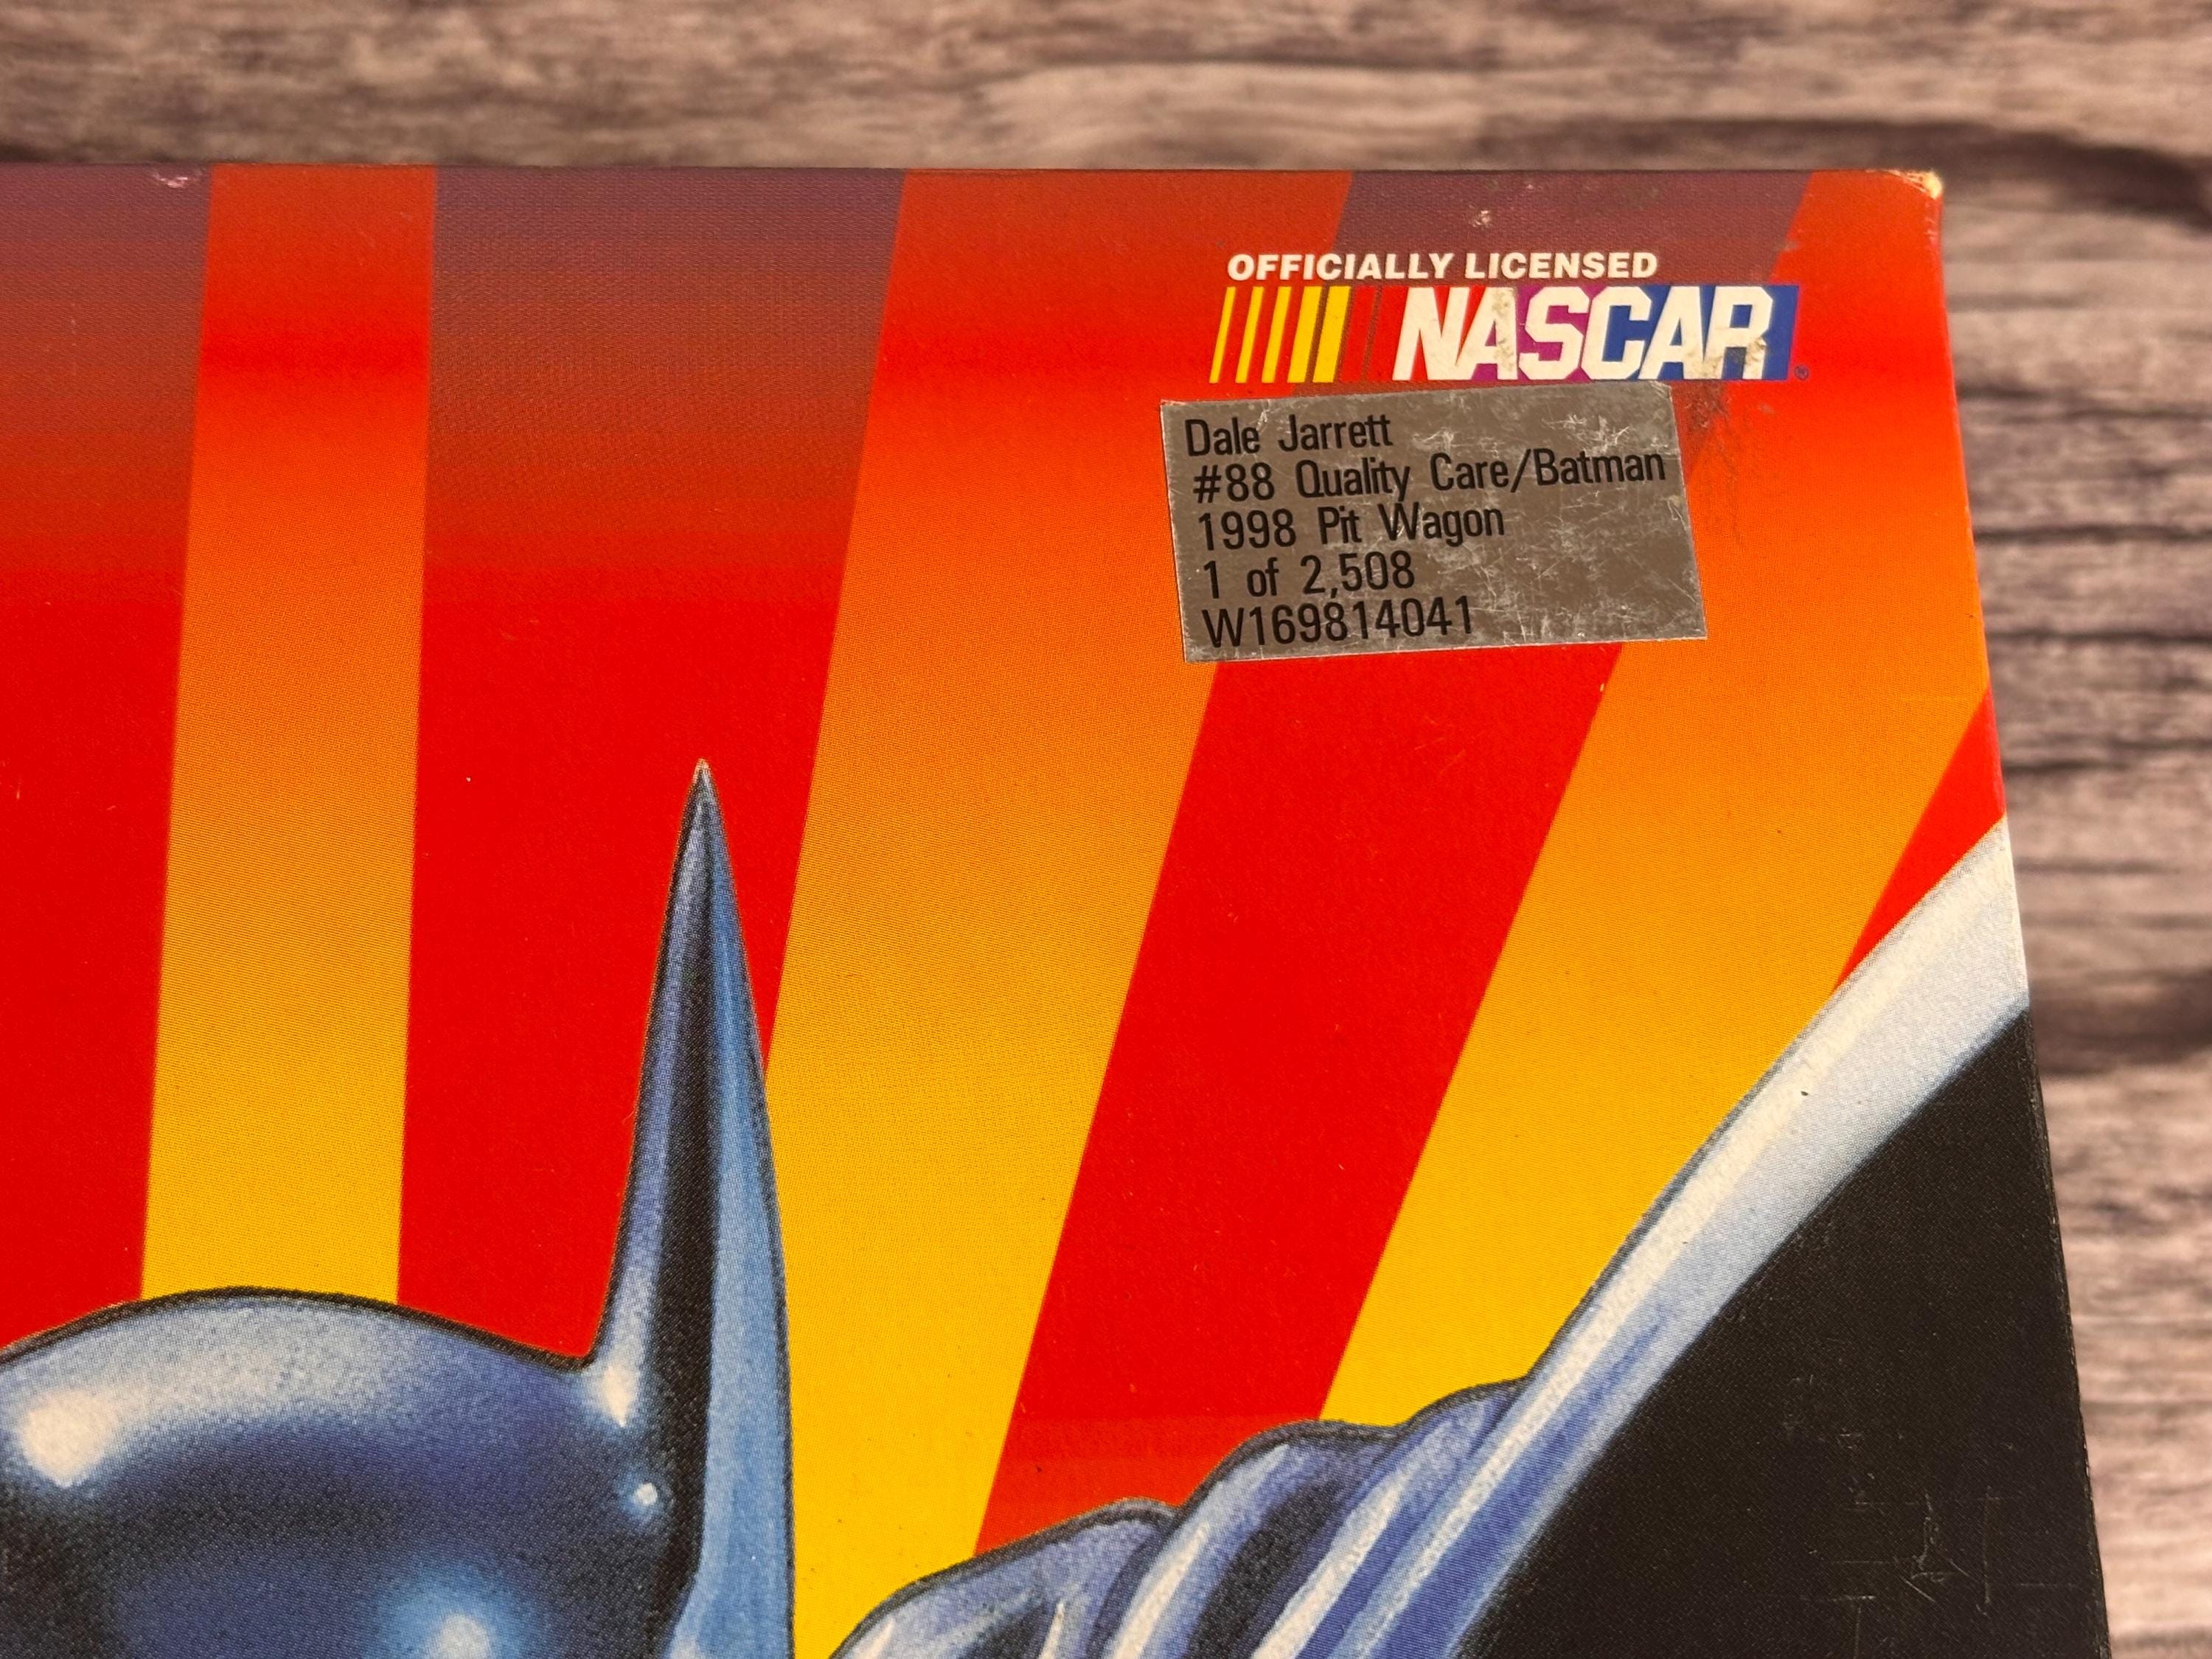 OFFICIALLY LICENSED
NASCAR®
Dale Jarrett
#88 Quality Care/Batman
1998 Pit Wagon
1 of 2,508
W169814041